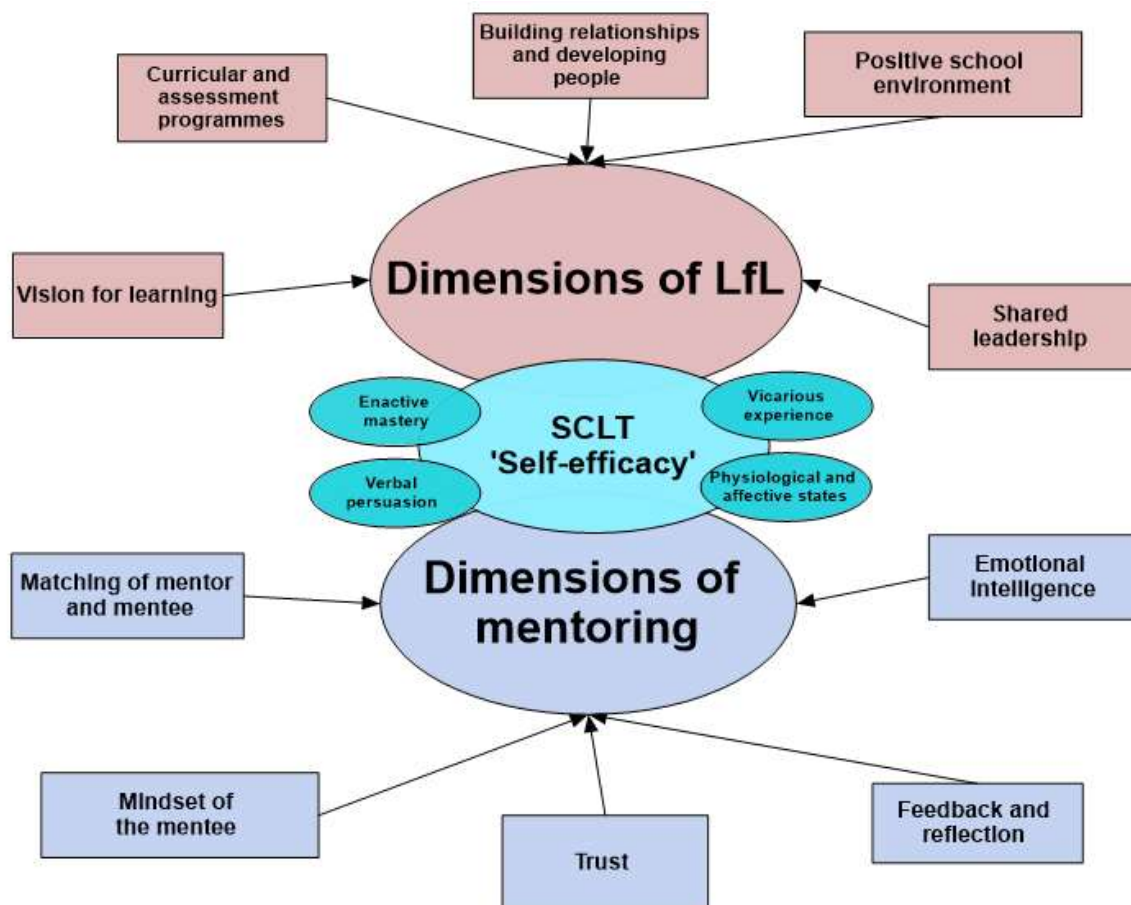 Building relationships
and developing
people
Curricular and
assessment
programmes
Positive school
environment
Dimensions of LfL
Vision for learning
Shared
leadership
Enactive
mastery
Vicarious
experience
SCLT
'Self-efficacy'
Verbal
persuasion
Physiological and
affective states
Matching of mentor
and mentee
Emotional
intelligence
Dimensions of
mentoring
Mindset of
the mentee
Trust
Feedback and
reflection